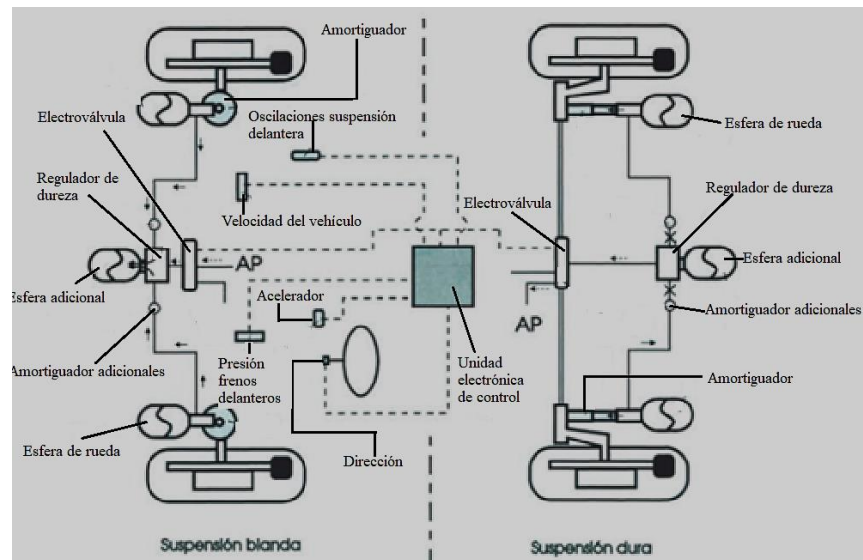 Amortiguador
Electroválvula
Oscilaciones suspensión
delantera
Esfera de rueda
Regulador de
dureza
Velocidad del vehículo
Electroválvula
Regulador de dureza
AP
Esfera adicional
Esfera adicional
Acelerador
AP
Amortiguador adicionales
Amortiguador adicionales
Presión
frenos
delanteros
Unidad
electrónica
de control
Amortiguador
Esfera de rueda
Dirección
Suspensión blanda
Suspensión dura